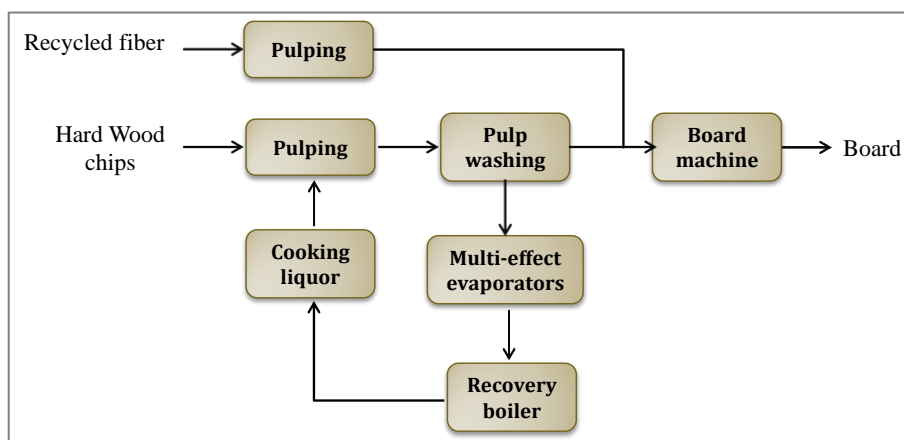 Recycled fiber
Pulping
Hard Wood
chips
Pulping
Pulp
washing
Board
machine
Board
Cooking
liquor
Multi-effect
evaporators
Recovery
boiler